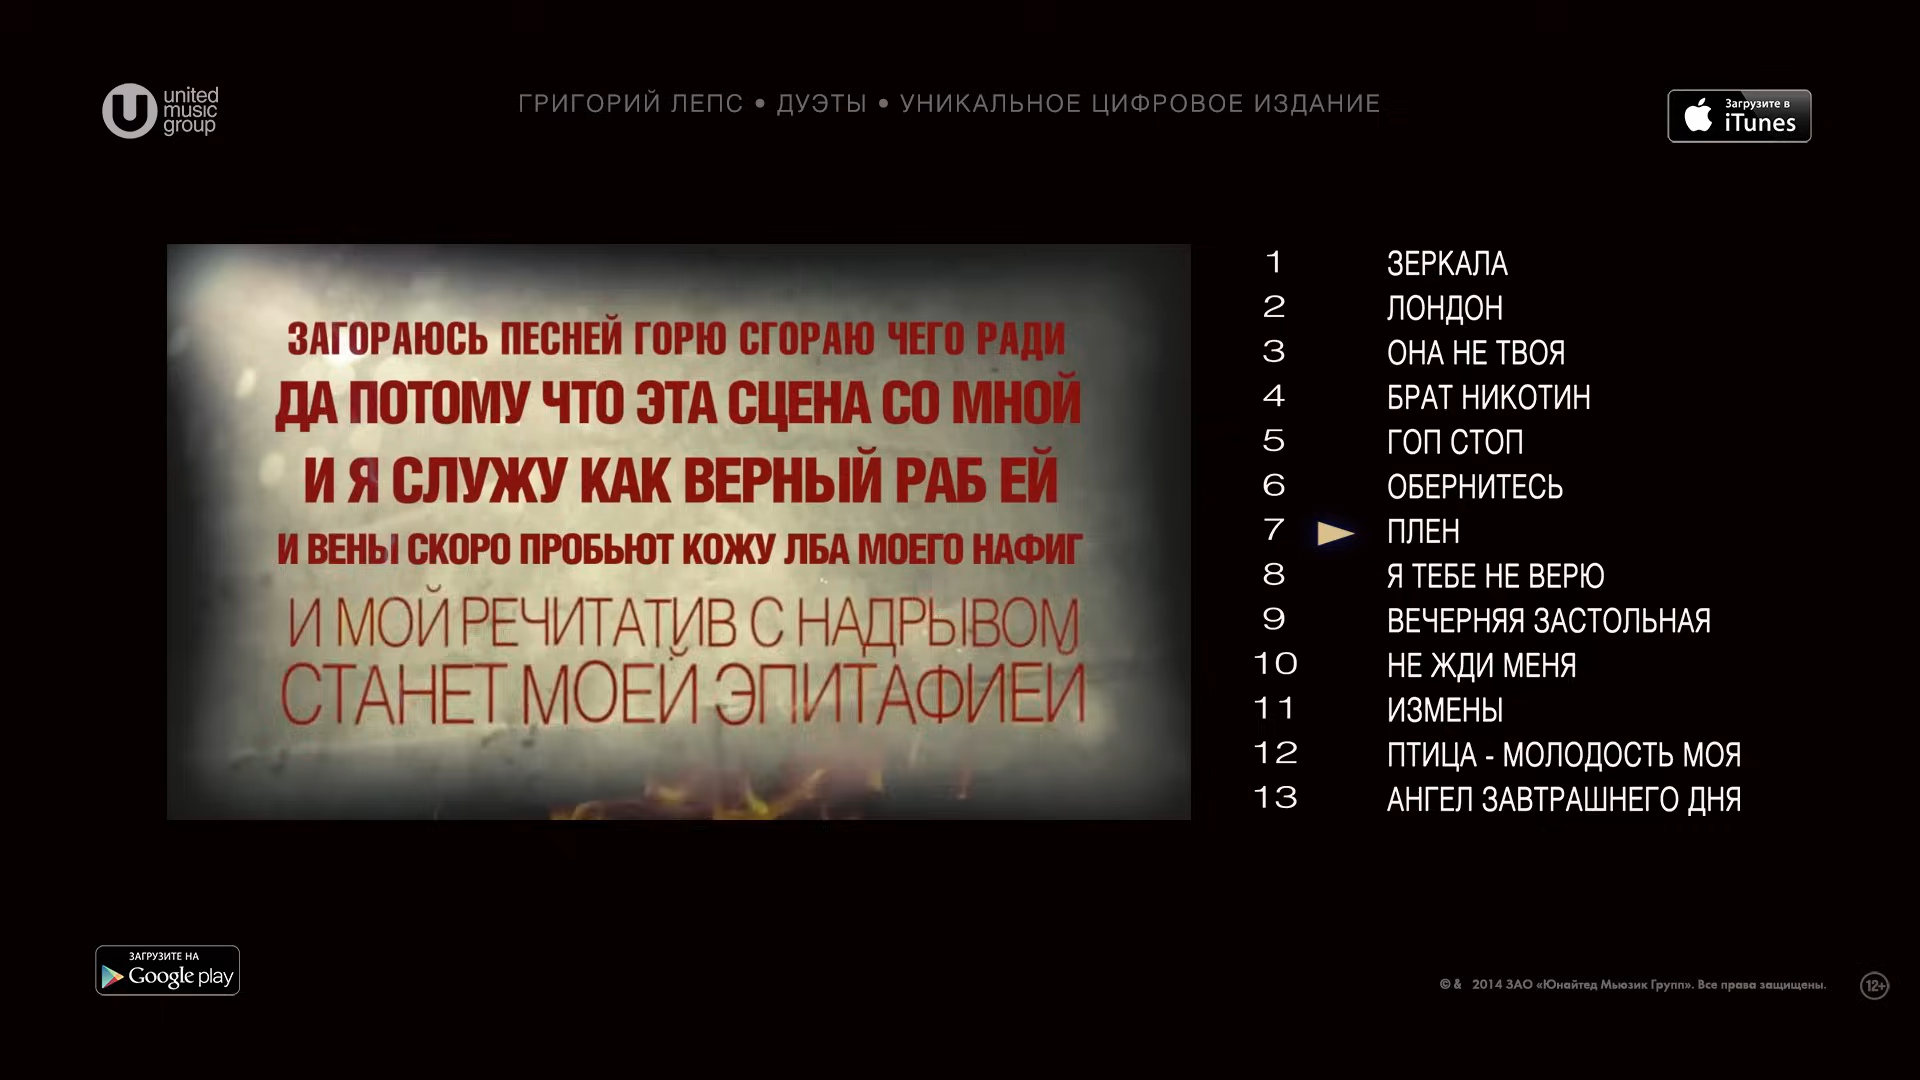 united
music
group
ГРИГОРИЙ ЛЕПС • ДУЭТЫ • УНИКАЛЬНОЕ ЦИФРОВОЕ ИЗДАНИЕ
Загрузите в
iTunes
ЗАГОРАЮСЬ ПЕСНЕЙ ГОРЮ СГОРАЮ ЧЕГО РАДИ
ДА ПОТОМУ ЧТО ЭТА СЦЕНА СО МНОЙ
И Я СЛУЖУ КАК ВЕРНЫЙ РАБ ЕЙ
И ВЕНЫ СКОРО ПРОБЬЮТ КОЖУ ЛБА МОЕГО НАФИГ
И МОЙ РЕЧИТАТИВ С НАДРЫВОМ
СТАНЕТ МОЕЙ ЭПИТАФИЕЙ
1 ЗЕРКАЛА
2 ЛОНДОН
3 ОНА НЕ ТВОЯ
4 БРАТ НИКОТИН
5 ГОП СТОП
6 ОБЕРНИТЕСЬ
7 ПЛЕН
8 Я ТЕБЕ НЕ ВЕРЮ
9 ВЕЧЕРНЯЯ ЗАСТОЛЬНАЯ
10 НЕ ЖДИ МЕНЯ
11 ИЗМЕНЫ
12 ПТИЦА - МОЛОДОСТЬ МОЯ
13 АНГЕЛ ЗАВТРАШНЕГО ДНЯ
ЗАГРУЗИТЕ НА
Google play
© & 2014 ЗАО «Юнайтед Мьюзик Групп». Все права защищены.
12+